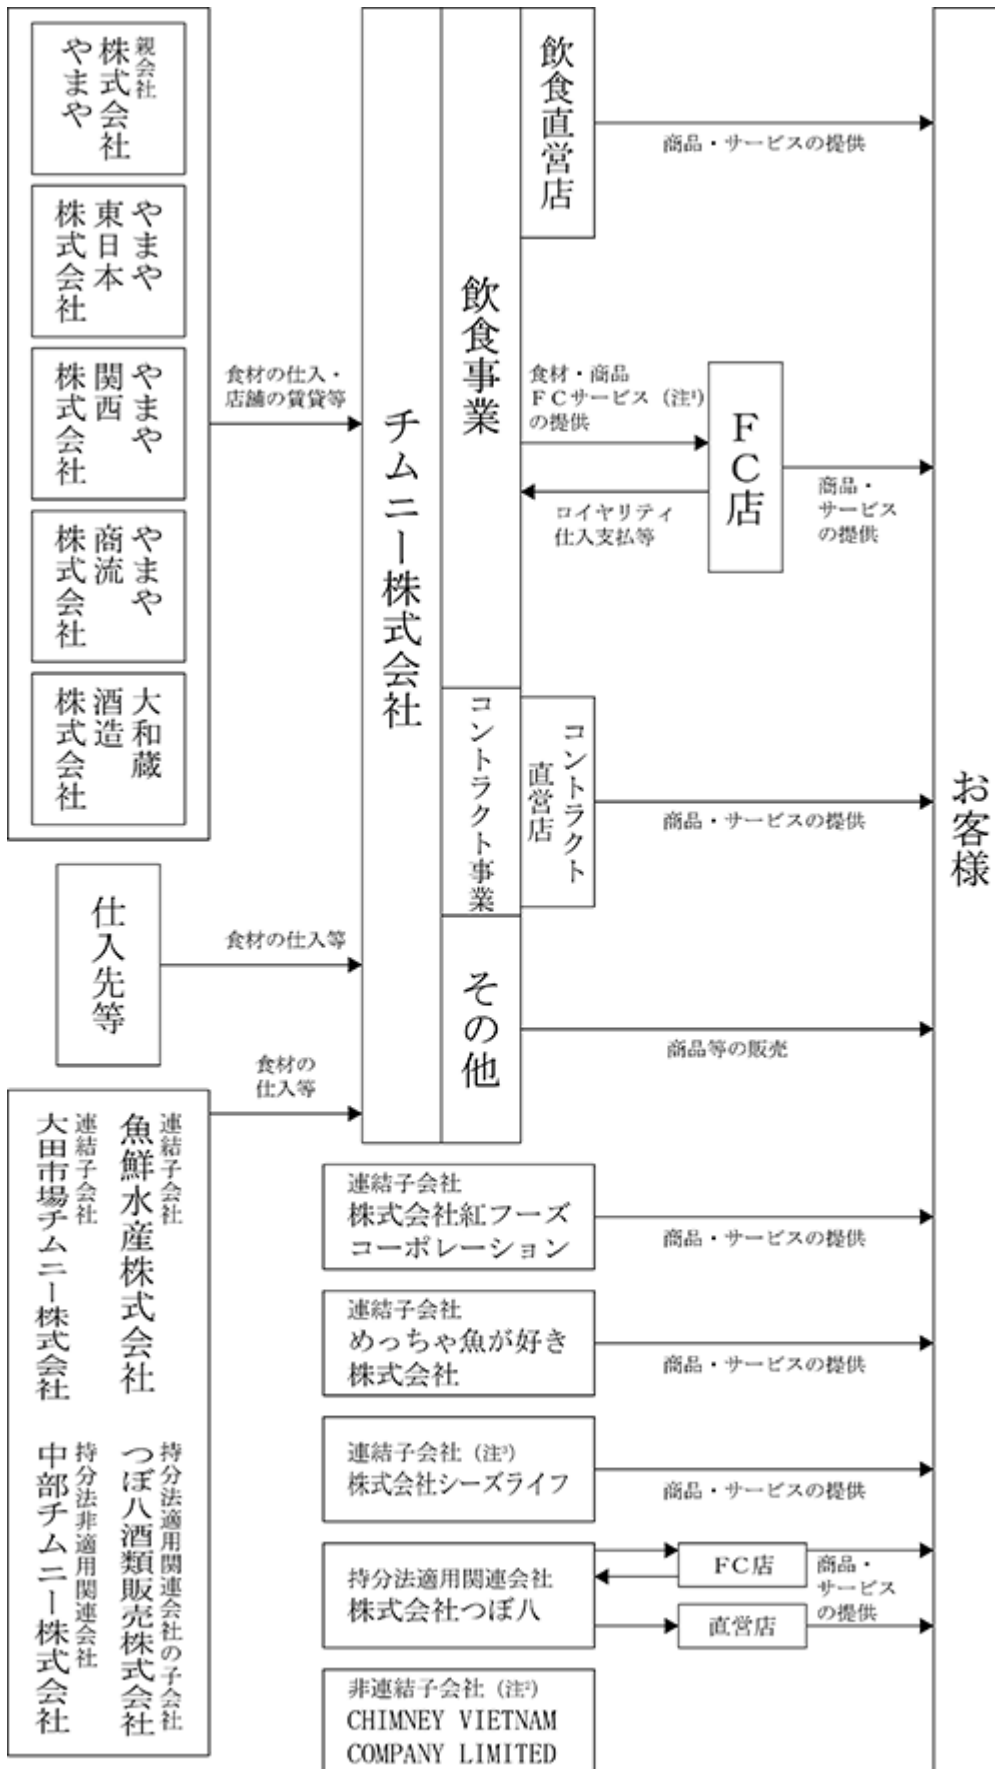 親会社
株式会社
やまや
やまや
東日本
株式会社
やまや
関西
株式会社
やまや
商流
株式会社
大和蔵
酒造
株式会社
食材の仕入・
店舗の賃貸等
仕入先等
食材の仕入等
食材の
仕入等
連結子会社
魚鮮水産株式会社
連結子会社
大田市場チムニー株式会社
持分法適用関連会社の子会社
つぼ八酒類販売株式会社
持分法非適用関連会社
中部チムニー株式会社
チムニー株式会社
飲食事業
飲食直営店
商品・サービスの提供
食材・商品
FCサービス(注1)
の提供
ロイヤリティ
仕入支払等
FC店
商品・
サービス
の提供
コントラクト事業
コントラクト
直営店
商品・サービスの提供
その他
商品等の販売
連結子会社
株式会社紅フーズ
コーポレーション
商品・サービスの提供
連結子会社
めっちゃ魚が好き
株式会社
商品・サービスの提供
連結子会社(注3)
株式会社シーズライフ
商品・サービスの提供
持分法適用関連会社
株式会社つぼ八
FC店
直営店
商品・
サービス
の提供
非連結子会社(注2)
CHIMNEY VIETNAM
COMPANY LIMITED
お客様